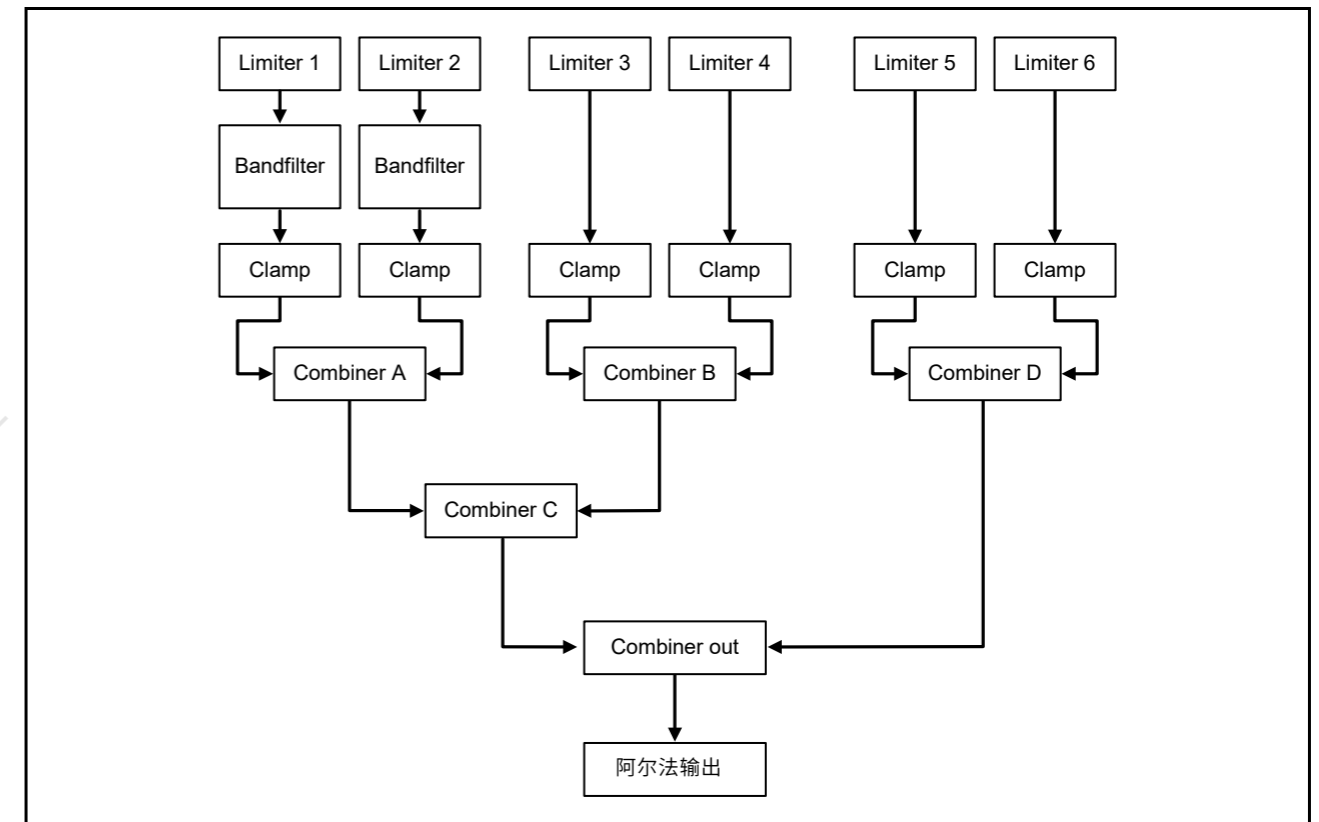 Limiter 1
Limiter 2
Limiter 3
Limiter 4
Limiter 5
Limiter 6
Bandfilter
Bandfilter
Clamp
Clamp
Clamp
Clamp
Clamp
Clamp
Combiner A
Combiner B
Combiner D
Combiner C
Combiner out
阿尔法输出